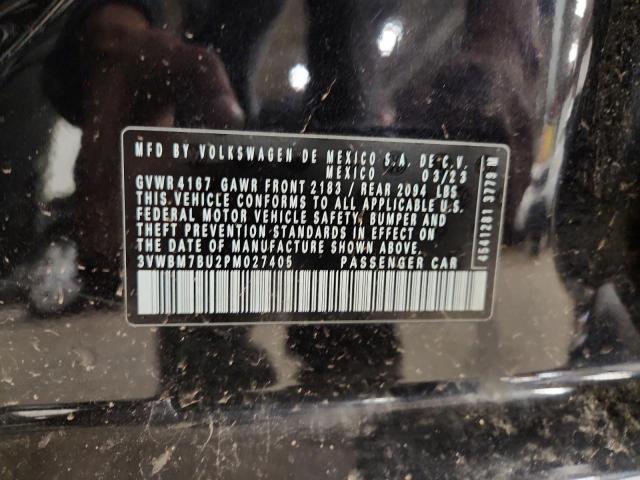 MFD BY VOLKSWAGEN DE MEXICO S.A. DE C.V.
MEXICO 03/23
GVWR 4167 GAWR FRONT 2183 / REAR 2094 LBS
THIS VEHICLE CONFORMS TO ALL APPLICABLE U.S.
FEDERAL MOTOR VEHICLE SAFETY, BUMPER AND
THEFT PREVENTION STANDARDS IN EFFECT ON
THE DATE OF MANUFACTURE SHOWN ABOVE.
3VWBM7BU2PM027405 PASSENGER CAR
4541281 3779 M